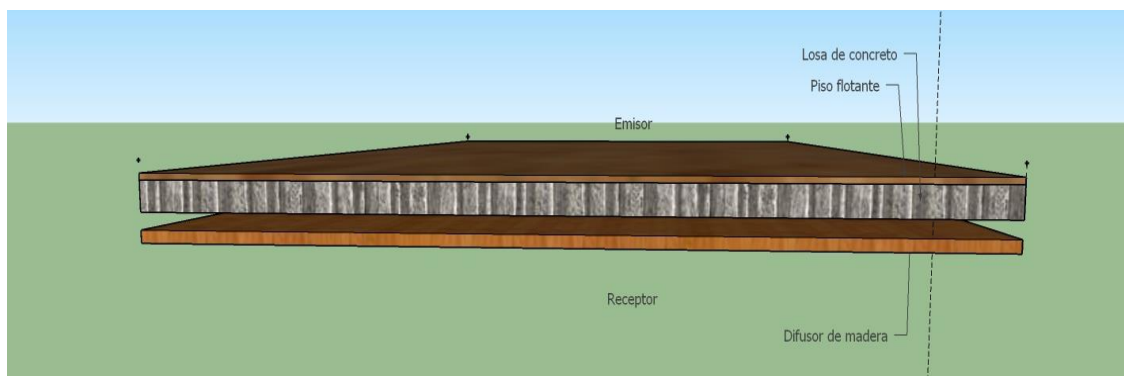 Losa de concreto
Piso flotante
Emisor
Receptor
Difusor de madera